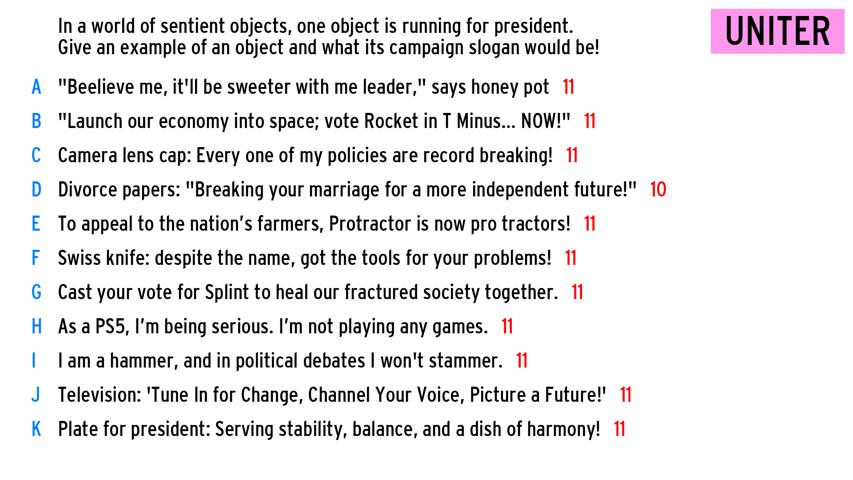 In a world of sentient objects, one object is running for president.
Give an example of an object and what its campaign slogan would be!
UNITER
A "Beelieve me, it'll be sweeter with me leader," says honey pot 11
B "Launch our economy into space; vote Rocket in T Minus... NOW!" 11
C Camera lens cap: Every one of my policies are record breaking! 11
D Divorce papers: "Breaking your marriage for a more independent future!" 10
E To appeal to the nation’s farmers, Protractor is now pro tractors! 11
F Swiss knife: despite the name, got the tools for your problems! 11
G Cast your vote for Splint to heal our fractured society together. 11
H As a PS5, I’m being serious. I’m not playing any games. 11
I I am a hammer, and in political debates I won't stammer. 11
J Television: 'Tune In for Change, Channel Your Voice, Picture a Future!' 11
K Plate for president: Serving stability, balance, and a dish of harmony! 11